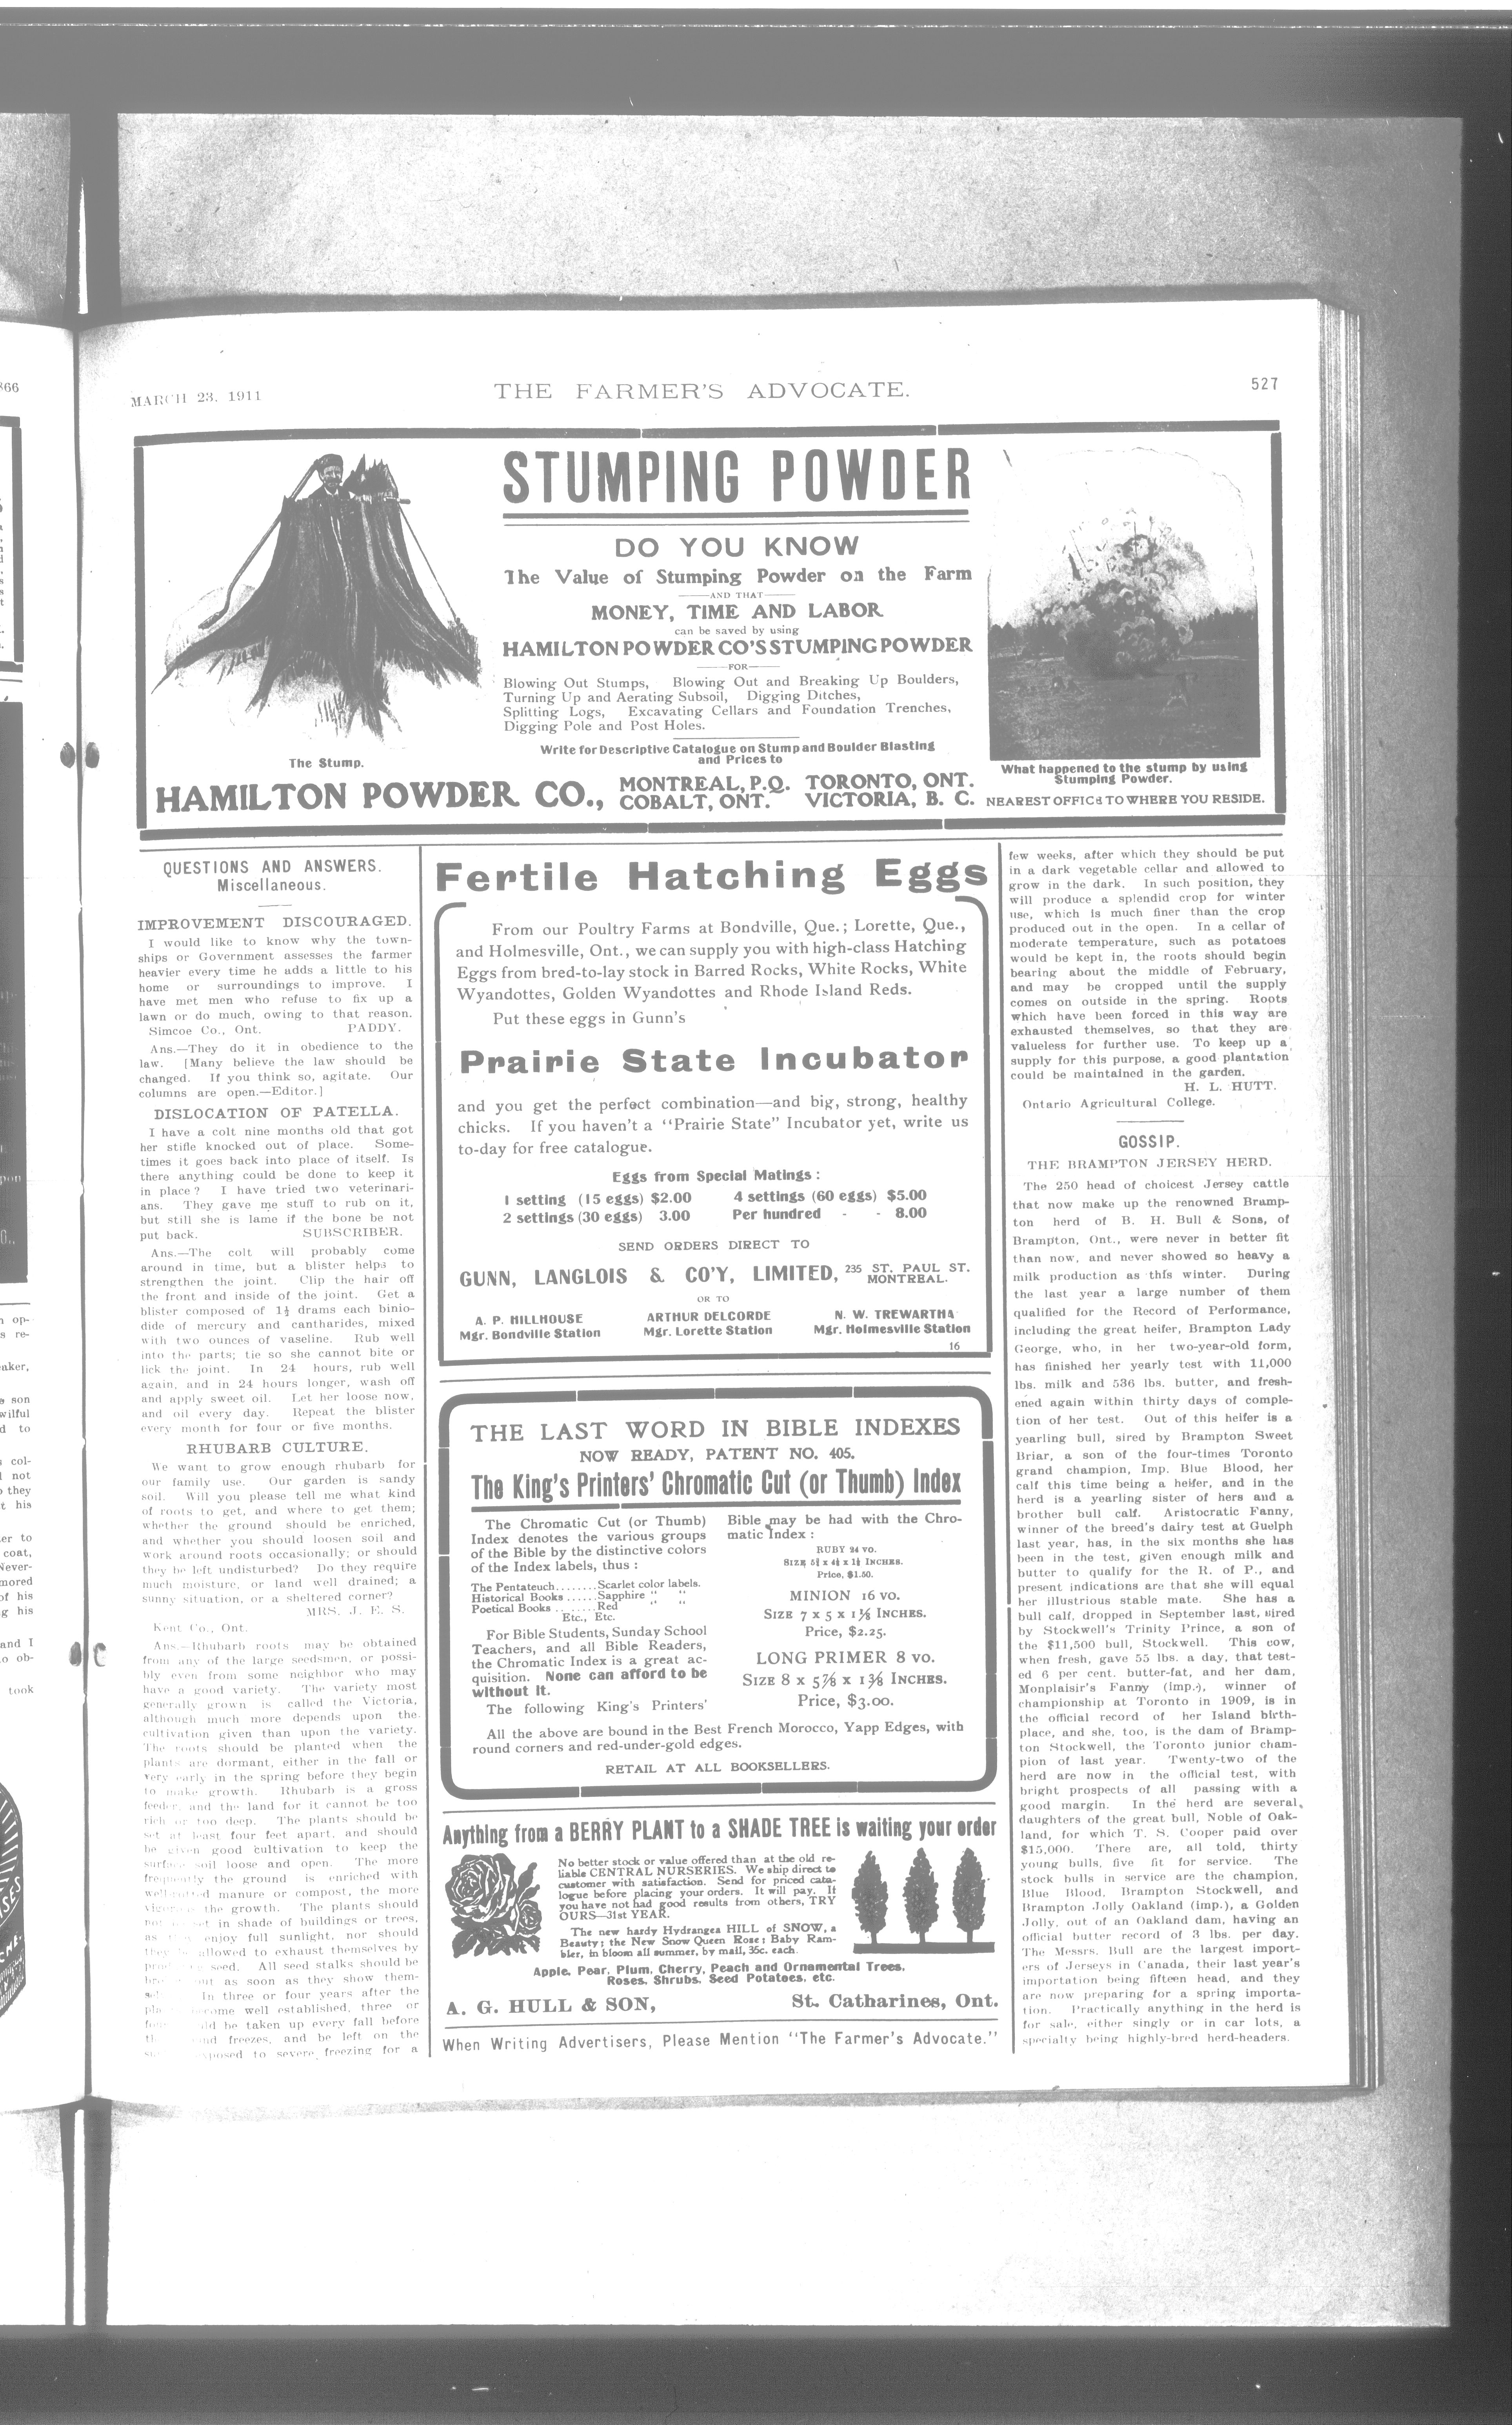 MARCH 23, 1911
THE FARMER'S ADVOCATE.
527
STUMPING POWDER
DO YOU KNOW
The Value of Stumping Powder on the Farm
AND THAT
MONEY, TIME AND LABOR
can be saved by using
HAMILTON POWDER CO'S STUMPING POWDER
FOR
Blowing Out Stumps, Blowing Out and Breaking Up Boulders,
Turning Up and Aerating Subsoil, Digging Ditches,
Splitting Logs, Excavating Cellars and Foundation Trenches,
Digging Pole and Post Holes.
Write for Descriptive Catalogue on Stump and Boulder Blasting
and Prices to
The Stump.
What happened to the stump by using
Stumping Powder.
HAMILTON POWDER CO.,
MONTREAL, P.Q. TORONTO, ONT.
COBALT, ONT. VICTORIA, B. C.
NEAREST OFFICE TO WHERE YOU RESIDE.
QUESTIONS AND ANSWERS.
Miscellaneous.
IMPROVEMENT DISCOURAGED.
I would like to know why the town-
ships or Government assesses the farmer
heavier every time he adds a little to his
home or surroundings to improve. I
have met men who refuse to fix up a
lawn or do much, owing to that reason.
Simcoe Co., Ont. PADDY.
Ans.—They do it in obedience to the
law. [Many believe the law should be
changed. If you think so, agitate. Our
columns are open.—Editor.]
DISLOCATION OF PATELLA.
I have a colt nine months old that got
her stifle knocked out of place. Some-
times it goes back into place of itself. Is
there anything could be done to keep it
in place? I have tried two veterinari-
ans. They gave me stuff to rub on it,
but still she is lame if the bone be not
put back. SUBSCRIBER.
Ans.—The colt will probably come
around in time, but a blister helps to
strengthen the joint. Clip the hair off
the front and inside of the joint. Get a
blister composed of 1½ drams each binio-
dide of mercury and cantharides, mixed
with two ounces of vaseline. Rub well
into the parts; tie so she cannot bite or
lick the joint. In 24 hours, rub well
again, and in 24 hours longer, wash off
and apply sweet oil. Let her loose now,
and oil every day. Repeat the blister
every month for four or five months.
RHUBARB CULTURE.
We want to grow enough rhubarb for
our family use. Our garden is sandy
soil. Will you please tell me what kind
of roots to get, and where to get them;
whether the ground should be enriched,
and whether you should loosen soil and
work around roots occasionally; or should
they be left undisturbed? Do they require
much moisture, or land well drained; a
sunny situation, or a sheltered corner?
MRS. J. E. S.
Kent Co., Ont.
Ans.—Rhubarb roots may be obtained
from any of the large seedsmen, or possi-
bly even from some neighbor who may
have a good variety. The variety most
generally grown is called the Victoria,
although much more depends upon the
cultivation given than upon the variety.
The roots should be planted when the
plants are dormant, either in the fall or
very early in the spring before they begin
to make growth. Rhubarb is a gross
feeder, and the land for it cannot be too
rich or too deep. The plants should be
set at least four feet apart, and should
be given good cultivation to keep the
surface soil loose and open. The more
frequently the ground is enriched with
well-rotted manure or compost, the more
vigorous the growth. The plants should
not set in shade of buildings or trees,
as enjoy full sunlight, nor should
they allowed to exhaust themselves by
seed. All seed stalks should be
out as soon as they show them-
In three or four years after the
become well established, three or
be taken up every fall before
freezes, and be left on the
exposed to severe freezing for a
Fertile Hatching Eggs
From our Poultry Farms at Bondville, Que.; Lorette, Que.,
and Holmesville, Ont., we can supply you with high-class Hatching
Eggs from bred-to-lay stock in Barred Rocks, White Rocks, White
Wyandottes, Golden Wyandottes and Rhode Island Reds.
Put these eggs in Gunn's
Prairie State Incubator
and you get the perfect combination—and big, strong, healthy
chicks. If you haven't a "Prairie State" Incubator yet, write us
to-day for free catalogue.
Eggs from Special Matings:
1 setting (15 eggs) $2.00 4 settings (60 eggs) $5.00
2 settings (30 eggs) 3.00 Per hundred - - 8.00
SEND ORDERS DIRECT TO
GUNN, LANGLOIS & CO'Y, LIMITED, 235 ST. PAUL ST.
MONTREAL.
OR TO
A. P. HILLHOUSE ARTHUR DELCORDE N. W. TREWARTHA
Mgr. Bondville Station Mgr. Lorette Station Mgr. Holmesville Station
16
THE LAST WORD IN BIBLE INDEXES
NOW READY, PATENT NO. 405.
The King's Printers' Chromatic Cut (or Thumb) Index
The Chromatic Cut (or Thumb)
Index denotes the various groups
of the Bible by the distinctive colors
of the Index labels, thus:
The Pentateuch........Scarlet color labels.
Historical Books......Sapphire " "
Poetical Books........Red " "
Etc., Etc.
For Bible Students, Sunday School
Teachers, and all Bible Readers,
the Chromatic Index is a great ac-
quisition. None can afford to be
without it.
The following King's Printers'
Bible may be had with the Chro-
matic Index:
RUBY 24 VO.
Price, $1.50.
MINION 16 VO.
SIZE 7 x 5 x 1⅜ INCHES.
Price, $2.25.
LONG PRIMER 8 VO.
SIZE 8 x 5⅞ x 1⅜ INCHES.
Price, $3.00.
All the above are bound in the Best French Morocco, Yapp Edges, with
round corners and red-under-gold edges.
RETAIL AT ALL BOOKSELLERS.
Anything from a BERRY PLANT to a SHADE TREE is waiting your order
No better stock or value offered than at the old re-
liable CENTRAL NURSERIES. We ship direct to
customer with satisfaction. Send for priced cata-
logue before placing your orders. It will pay. If
you have not had good results from others, TRY
OURS—31st YEAR.
The new hardy Hydrangea HILL of SNOW, a
Beauty; the New Snow Queen Rose; Baby Ram-
bler, in bloom all summer, by mail, 35c. each.
Apple, Pear, Plum, Cherry, Peach and Ornamental Trees,
Roses, Shrubs, Seed Potatoes, etc.
A. G. HULL & SON, St. Catharines, Ont.
When Writing Advertisers, Please Mention "The Farmer's Advocate."
few weeks, after which they should be put
in a dark vegetable cellar and allowed to
grow in the dark. In such position, they
will produce a splendid crop for winter
use, which is much finer than the crop
produced out in the open. In a cellar of
moderate temperature, such as potatoes
would be kept in, the roots should begin
bearing about the middle of February,
and may be cropped until the supply
comes on outside in the spring. Roots
which have been forced in this way are
exhausted themselves, so that they are
valueless for further use. To keep up a
supply for this purpose, a good plantation
could be maintained in the garden.
H. L. HUTT.
Ontario Agricultural College.
GOSSIP.
THE BRAMPTON JERSEY HERD.
The 250 head of choicest Jersey cattle
that now make up the renowned Bramp-
ton herd of B. H. Bull & Sons, of
Brampton, Ont., were never in better fit
than now, and never showed so heavy a
milk production as this winter. During
the last year a large number of them
qualified for the Record of Performance,
including the great heifer, Brampton Lady
George, who, in her two-year-old form,
has finished her yearly test with 11,000
lbs. milk and 536 lbs. butter, and fresh-
ened again within thirty days of comple-
tion of her test. Out of this heifer is a
yearling bull, sired by Brampton Sweet
Briar, a son of the four-times Toronto
grand champion, Imp. Blue Blood, her
calf this time being a heifer, and in the
herd is a yearling sister of hers and a
brother bull calf. Aristocratic Fanny,
winner of the breed's dairy test at Guelph
last year, has, in the six months she has
been in the test, given enough milk and
butter to qualify for the R. of P., and
present indications are that she will equal
her illustrious stable mate. She has a
bull calf, dropped in September last, sired
by Stockwell's Trinity Prince, a son of
the $11,500 bull, Stockwell. This cow,
when fresh, gave 55 lbs. a day, that test-
ed 6 per cent. butter-fat, and her dam,
Monplaisir's Fanny (imp.), winner of
championship at Toronto in 1909, is in
the official record of her Island birth-
place, and she, too, is the dam of Bramp-
ton Stockwell, the Toronto junior cham-
pion of last year. Twenty-two of the
herd are now in the official test, with
bright prospects of all passing with a
good margin. In the herd are several
daughters of the great bull, Noble of Oak-
land, for which T. S. Cooper paid over
$15,000. There are, all told, thirty
young bulls, five fit for service. The
stock bulls in service are the champion,
Blue Blood, Brampton Stockwell, and
Brampton Jolly Oakland (imp.), a Golden
Jolly, out of an Oakland dam, having an
official butter record of 3 lbs. per day.
The Messrs. Bull are the largest import-
ers of Jerseys in Canada, their last year's
importation being fifteen head, and they
are now preparing for a spring importa-
tion. Practically anything in the herd is
for sale, either singly or in car lots, a
specialty being highly-bred herd-headers.